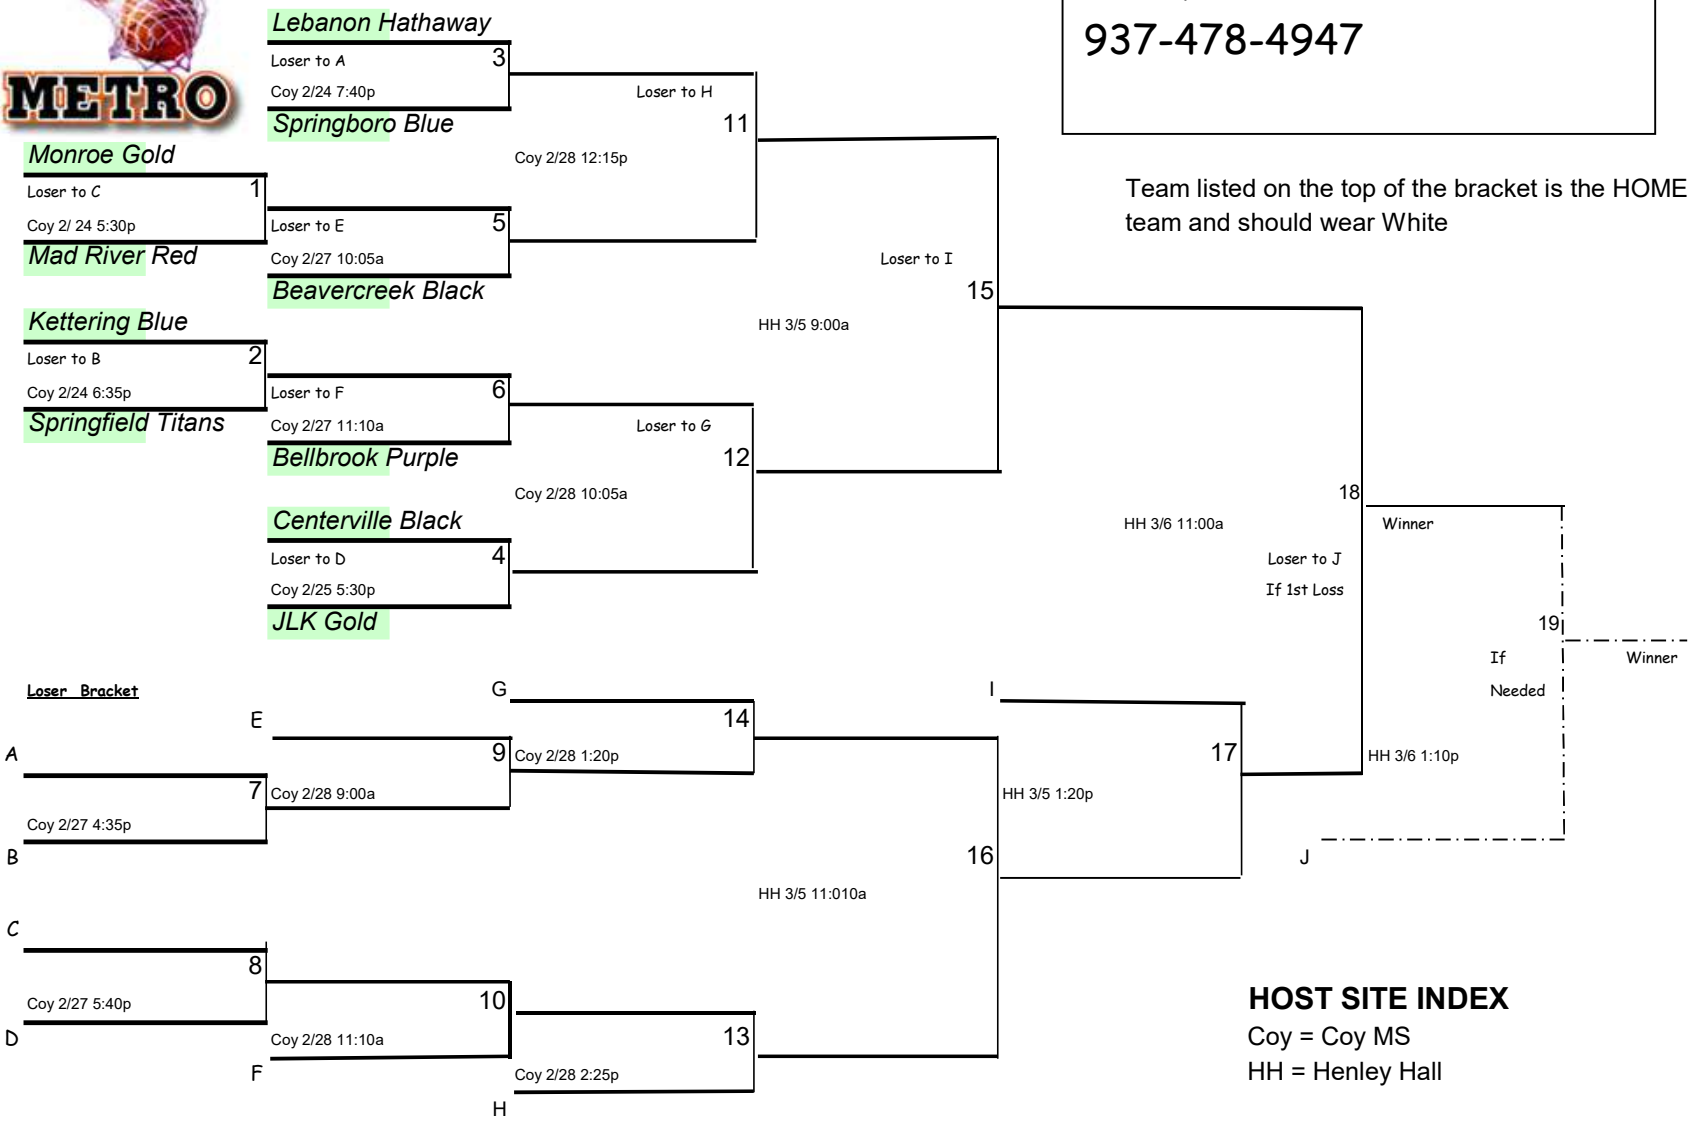 METRO
937-478-4947
Team listed on the top of the bracket is the HOME
team and should wear White
Lebanon Hathaway
Loser to A
3
Coy 2/24 7:40p
Springboro Blue
Loser to H
11
Coy 2/28 12:15p
Monroe Gold
Loser to C
1
Coy 2/ 24 5:30p
Mad River Red
Loser to E
5
Coy 2/27 10:05a
Beavercreek Black
Loser to I
15
HH 3/5 9:00a
Kettering Blue
Loser to B
2
Coy 2/24 6:35p
Springfield Titans
Loser to F
6
Coy 2/27 11:10a
Bellbrook Purple
Loser to G
12
Coy 2/28 10:05a
Centerville Black
Loser to D
4
Coy 2/25 5:30p
JLK Gold
18
HH 3/6 11:00a
Winner
Loser to J
If 1st Loss
19
If
Needed
Winner
Loser Bracket
G
I
E
14
A
9
Coy 2/28 1:20p
17
HH 3/6 1:10p
7
Coy 2/28 9:00a
HH 3/5 1:20p
Coy 2/27 4:35p
B
16
J
HH 3/5 11:010a
C
8
Coy 2/27 5:40p
10
D
Coy 2/28 11:10a
13
F
Coy 2/28 2:25p
H
HOST SITE INDEX
Coy = Coy MS
HH = Henley Hall